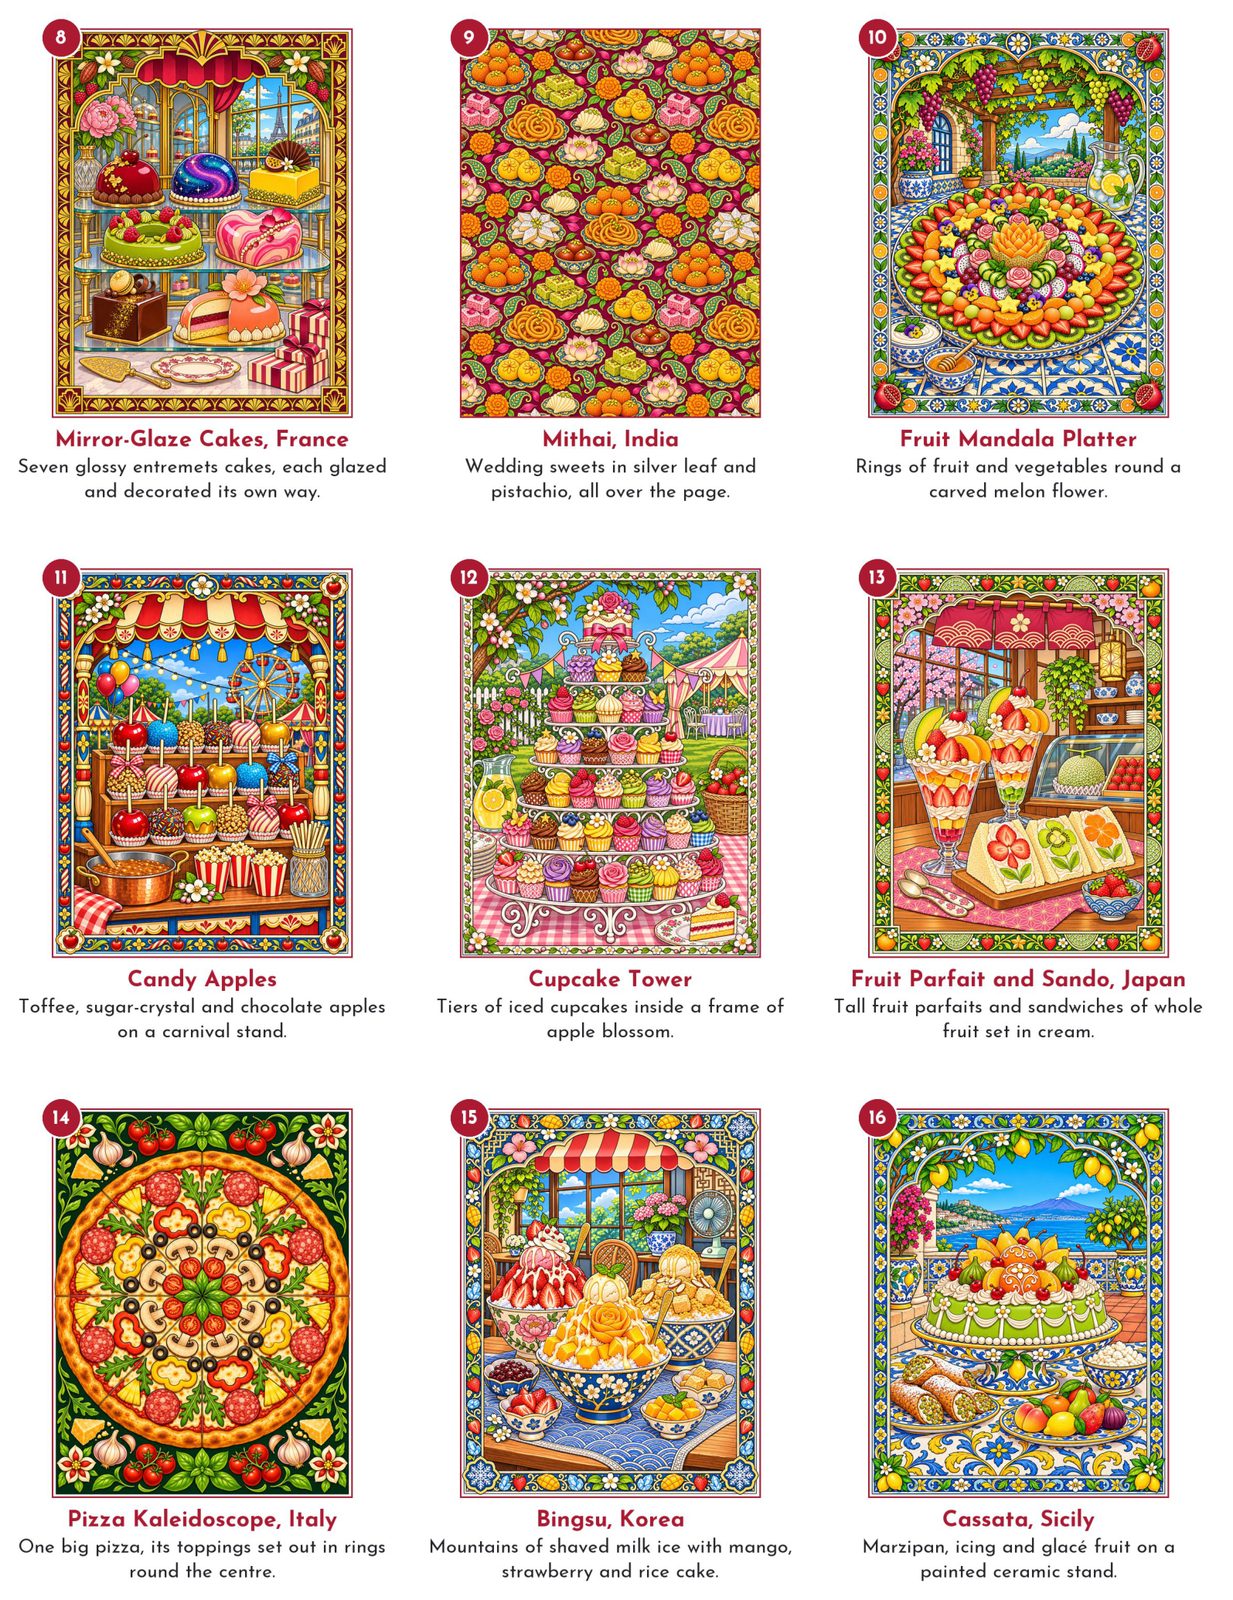 8
Mirror-Glaze Cakes, France
Seven glossy entremets cakes, each glazed
and decorated its own way.
9
Mithai, India
Wedding sweets in silver leaf and
pistachio, all over the page.
10
Fruit Mandala Platter
Rings of fruit and vegetables round a
carved melon flower.
11
Candy Apples
Toffee, sugar-crystal and chocolate apples
on a carnival stand.
12
Cupcake Tower
Tiers of iced cupcakes inside a frame of
apple blossom.
13
Fruit Parfait and Sando, Japan
Tall fruit parfaits and sandwiches of whole
fruit set in cream.
14
Pizza Kaleidoscope, Italy
One big pizza, its toppings set out in rings
round the centre.
15
Bingsu, Korea
Mountains of shaved milk ice with mango,
strawberry and rice cake.
16
Cassata, Sicily
Marzipan, icing and glacé fruit on a
painted ceramic stand.